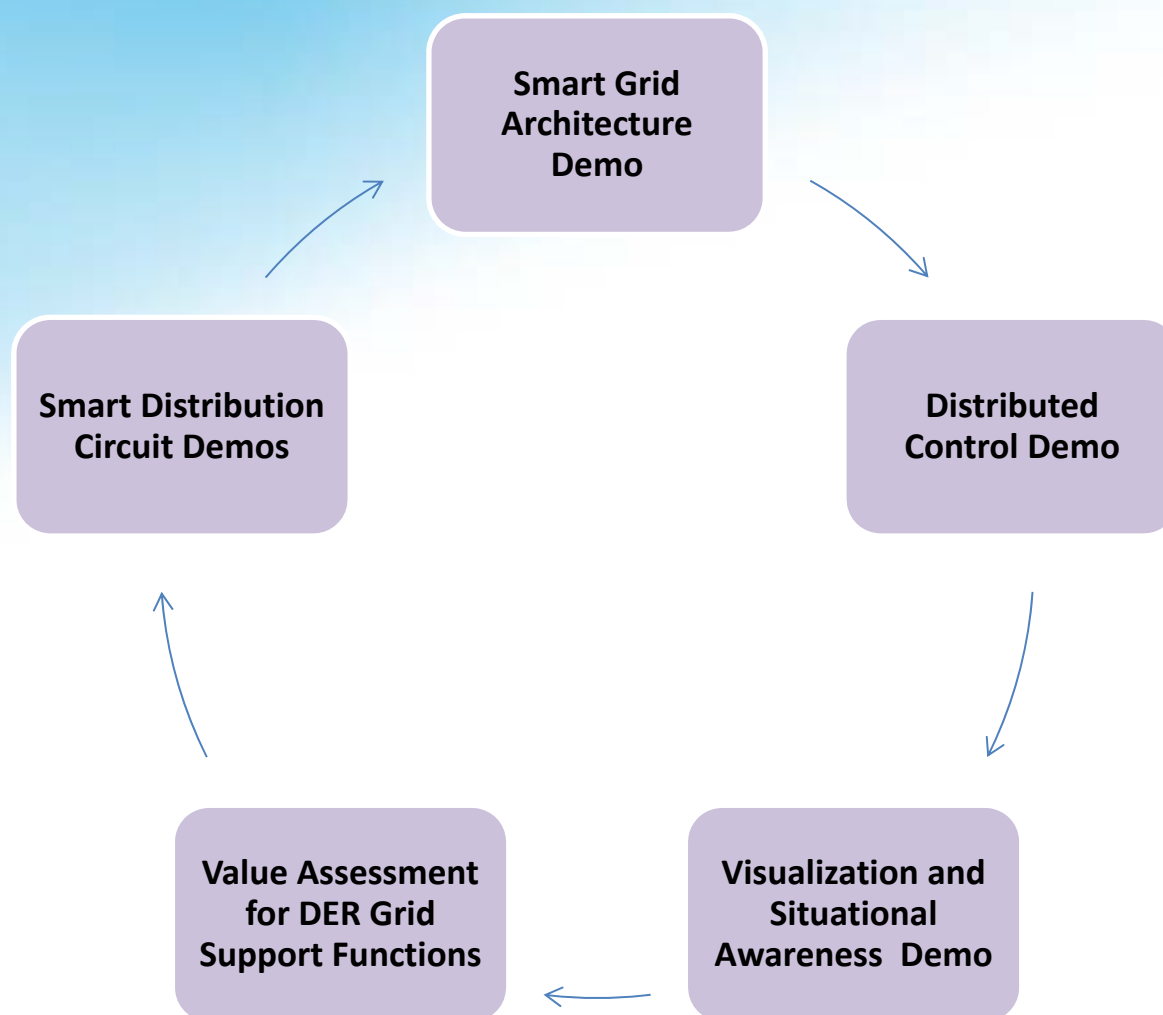 Smart Grid
Architecture
Demo
Distributed
Control Demo
Visualization and
Situational
Awareness Demo
Value Assessment
for DER Grid
Support Functions
Smart Distribution
Circuit Demos